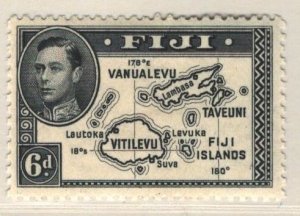 FIJI
178°E
VANUALEVU
Lambasa
TAVEUNI
Lautoka
Levuka
18°S
VITILEVU
FIJI
ISLANDS
Suva
180°
6d.